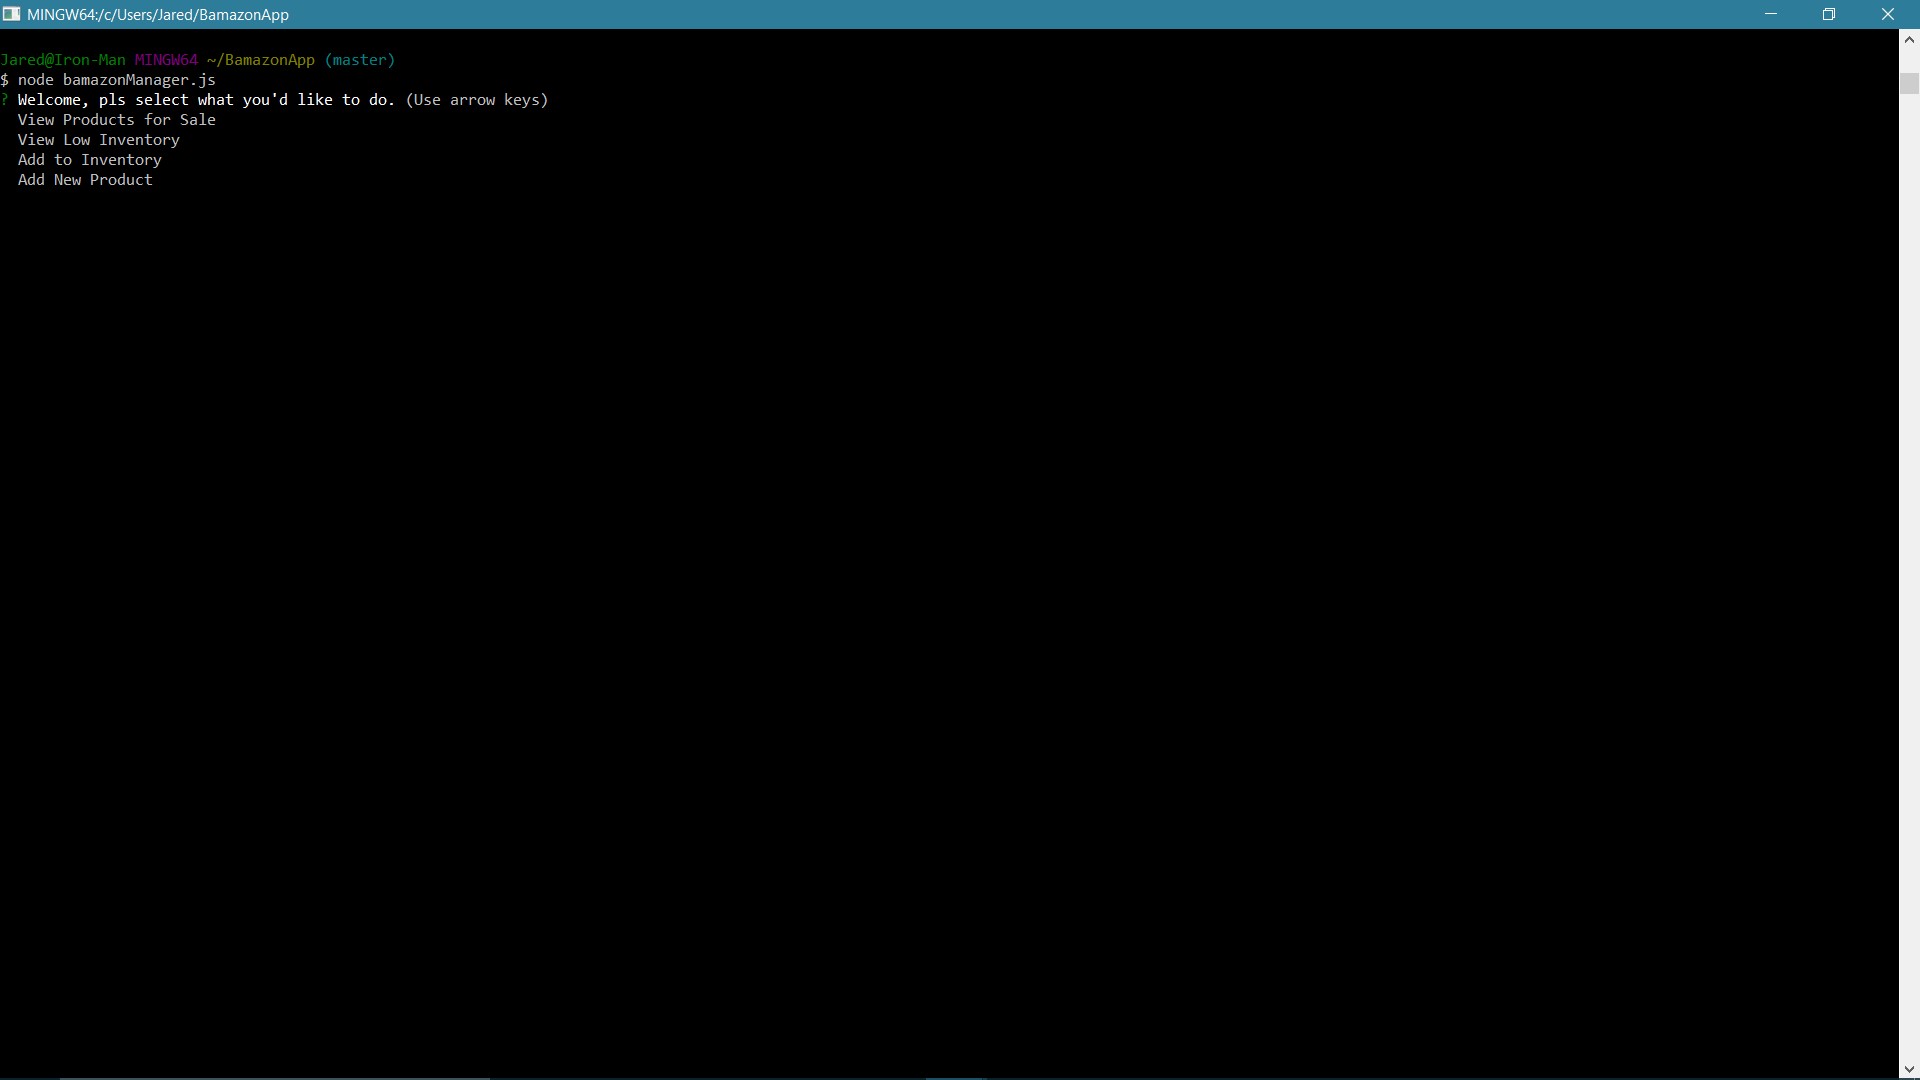 MINGW64:/c/Users/Jared/BamazonApp
Jared@Iron-Man MINGW64 ~/BamazonApp (master)
$ node bamazonManager.js
? Welcome, pls select what you'd like to do. (Use arrow keys)
View Products for Sale
View Low Inventory
Add to Inventory
Add New Product